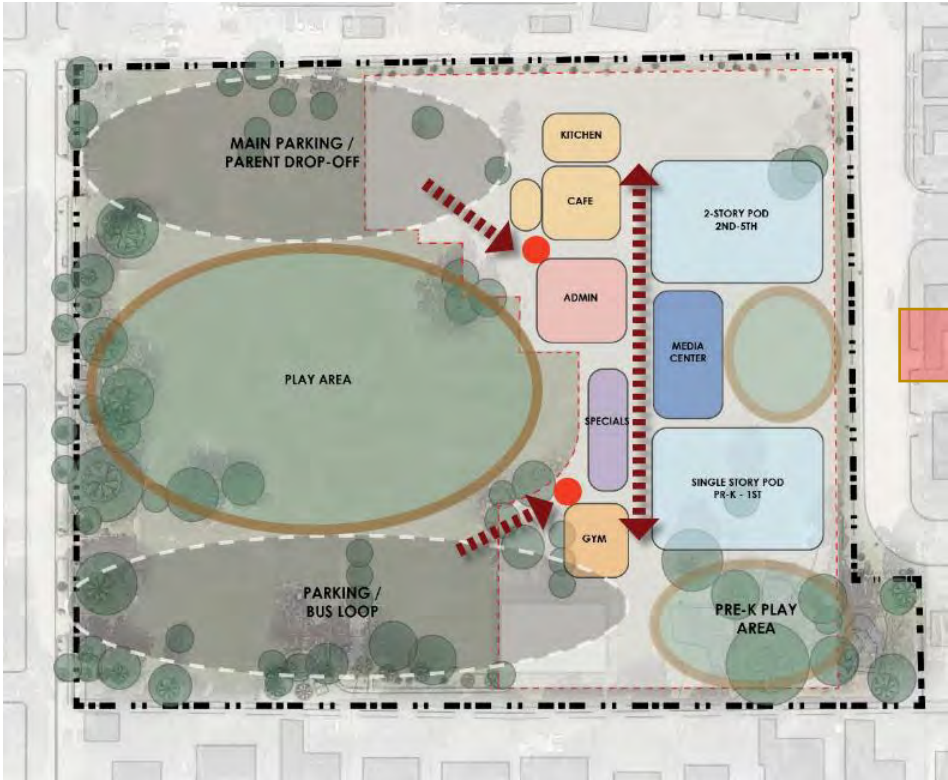 MAIN PARKING /
PARENT DROP-OFF
KITCHEN
CAFE
2-STORY POD
2ND-5TH
ADMIN
MEDIA
CENTER
PLAY AREA
SPECIALS
SINGLE STORY POD
PR-K - 1ST
GYM
PARKING /
BUS LOOP
PRE-K PLAY
AREA